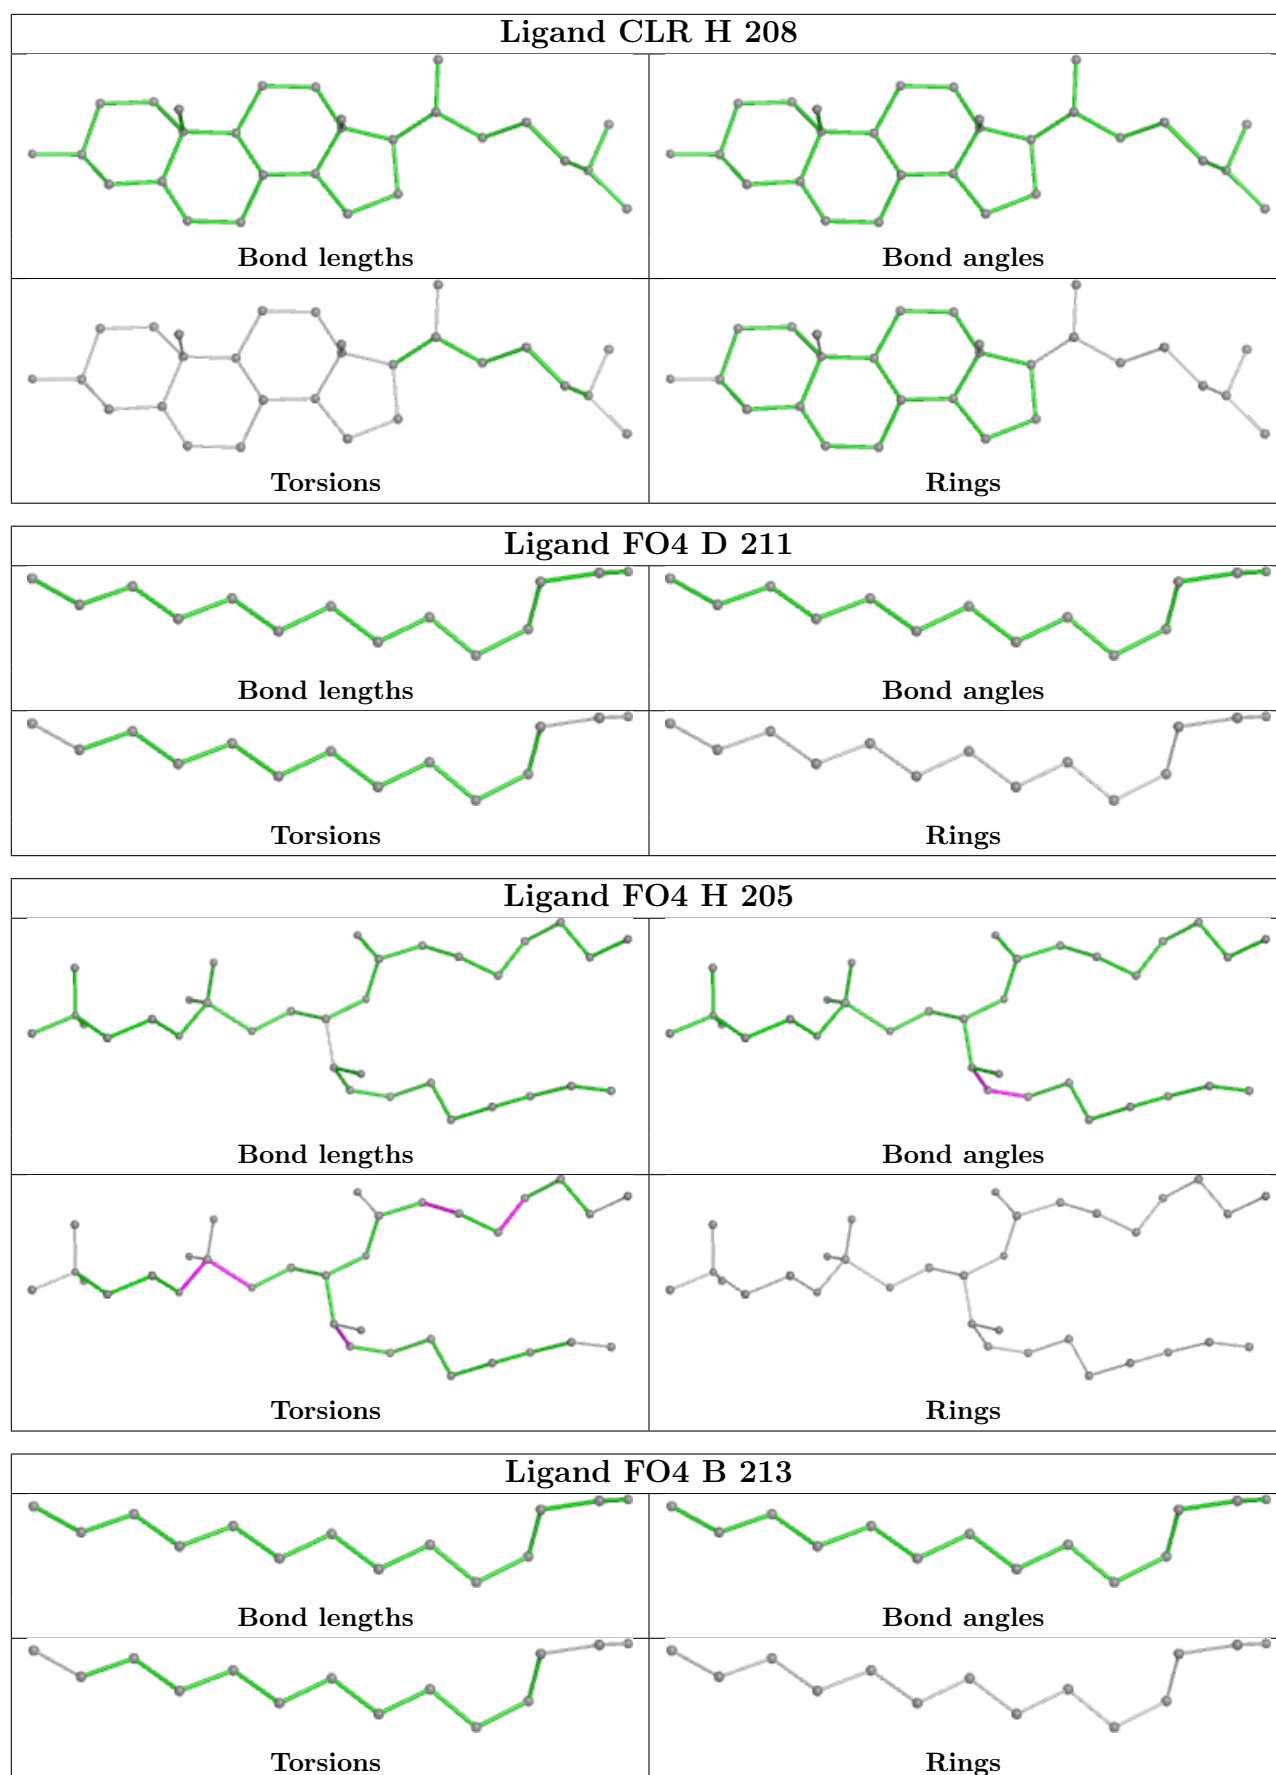 Ligand CLR H 208
Bond lengths
Bond angles
Torsions
Rings
Ligand FO4 D 211
Bond lengths
Bond angles
Torsions
Rings
Ligand FO4 H 205
Bond lengths
Bond angles
Torsions
Rings
Ligand FO4 B 213
Bond lengths
Bond angles
Torsions
Rings